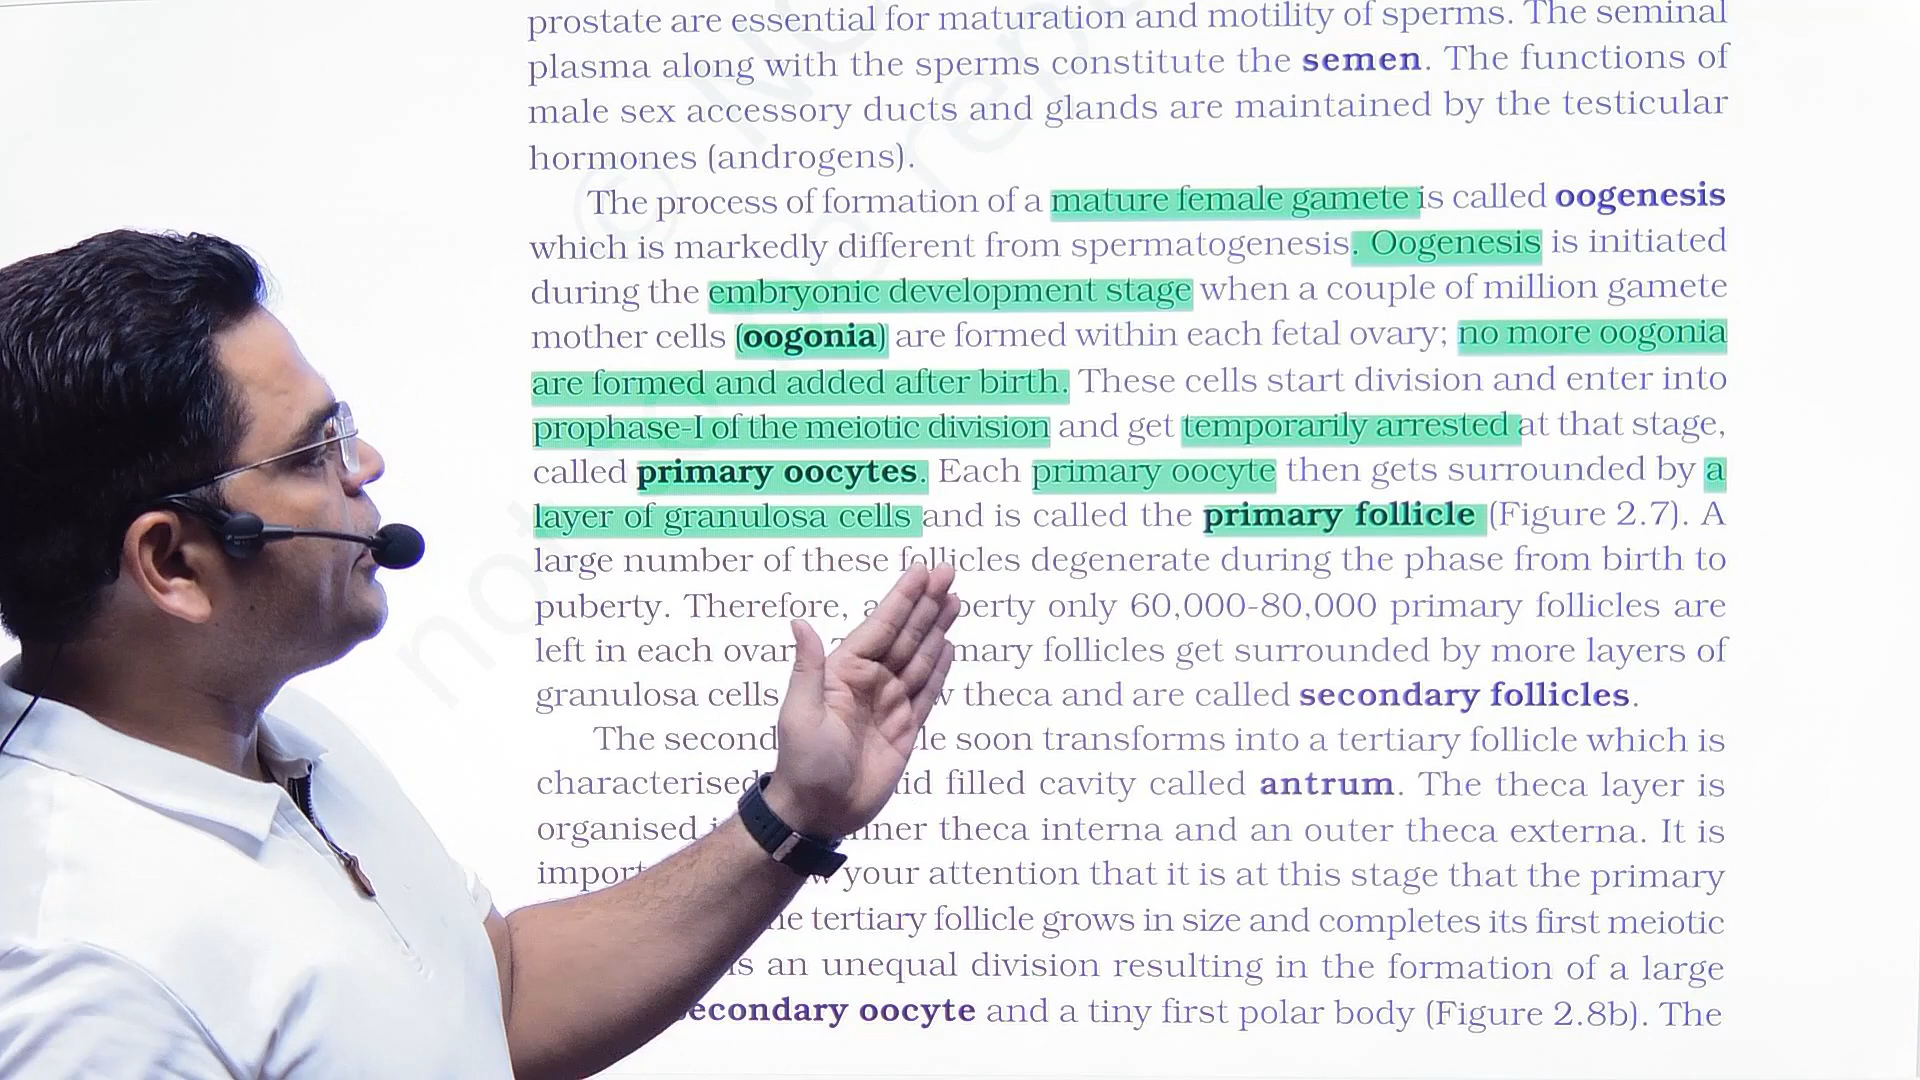 prostate are essential for maturation and motility of sperms. The seminal
plasma along with the sperms constitute the semen. The functions of
male sex accessory ducts and glands are maintained by the testicular
hormones (androgens).
The process of formation of a mature female gamete is called oogenesis
which is markedly different from spermatogenesis. Oogenesis is initiated
during the embryonic development stage when a couple of million gamete
mother cells (oogonia) are formed within each fetal ovary; no more oogonia
are formed and added after birth. These cells start division and enter into
prophase-I of the meiotic division and get temporarily arrested at that stage,
called primary oocytes. Each primary oocyte then gets surrounded by a
layer of granulosa cells and is called the primary follicle (Figure 2.7). A
large number of these follicles degenerate during the phase from birth to
puberty. Therefore, only 60,000-80,000 primary follicles are
left in each follicles get surrounded by more layers of
granulosa cells theca and are called secondary follicles.
The soon transforms into a tertiary follicle which is
characterised filled cavity called antrum. The theca layer is
organised theca interna and an outer theca externa. It is
your attention that it is at this stage that the primary
tertiary follicle grows in size and completes its first meiotic
an unequal division resulting in the formation of a large
secondary oocyte and a tiny first polar body (Figure 2.8b). The
not